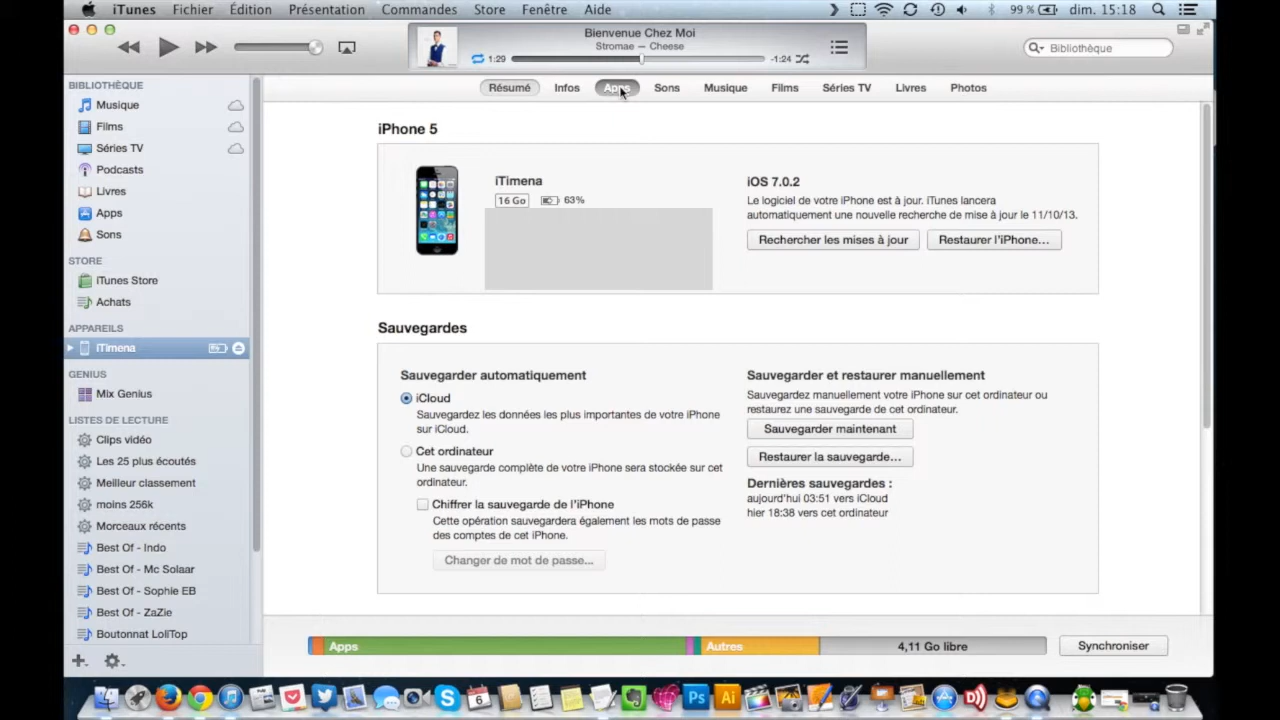 iTunes Fichier Édition Présentation Commandes Store Fenêtre Aide 99 % dim. 15:18
Bienvenue Chez Moi
Stromae — Cheese
1:29 -1:24
Bibliothèque
Résumé Infos Apps Sons Musique Films Séries TV Livres Photos
BIBLIOTHÈQUE
Musique
Films
Séries TV
Podcasts
Livres
Apps
Sons
STORE
iTunes Store
Achats
APPAREILS
iTimena
GENIUS
Mix Genius
LISTES DE LECTURE
Clips vidéo
Les 25 plus écoutés
Meilleur classement
moins 256k
Morceaux récents
Best Of - Indo
Best Of - Mc Solaar
Best Of - Sophie EB
Best Of - ZaZie
Boutonnat LoliTop
iPhone 5
iTimena
16 Go 63%
iOS 7.0.2
Le logiciel de votre iPhone est à jour. iTunes lancera
automatiquement une nouvelle recherche de mise à jour le 11/10/13.
Rechercher les mises à jour Restaurer l’iPhone…
Sauvegardes
Sauvegarder automatiquement
iCloud
Sauvegardez les données les plus importantes de votre iPhone
sur iCloud.
Cet ordinateur
Une sauvegarde complète de votre iPhone sera stockée sur cet
ordinateur.
Chiffrer la sauvegarde de l’iPhone
Cette opération sauvegardera également les mots de passe
des comptes de cet iPhone.
Changer de mot de passe…
Sauvegarder et restaurer manuellement
Sauvegardez manuellement votre iPhone sur cet ordinateur ou
restaurez une sauvegarde de cet ordinateur.
Sauvegarder maintenant
Restaurer la sauvegarde…
Dernières sauvegardes :
aujourd’hui 03:51 vers iCloud
hier 18:38 vers cet ordinateur
Apps Autres 4,11 Go libre Synchroniser
6 Ps Ai